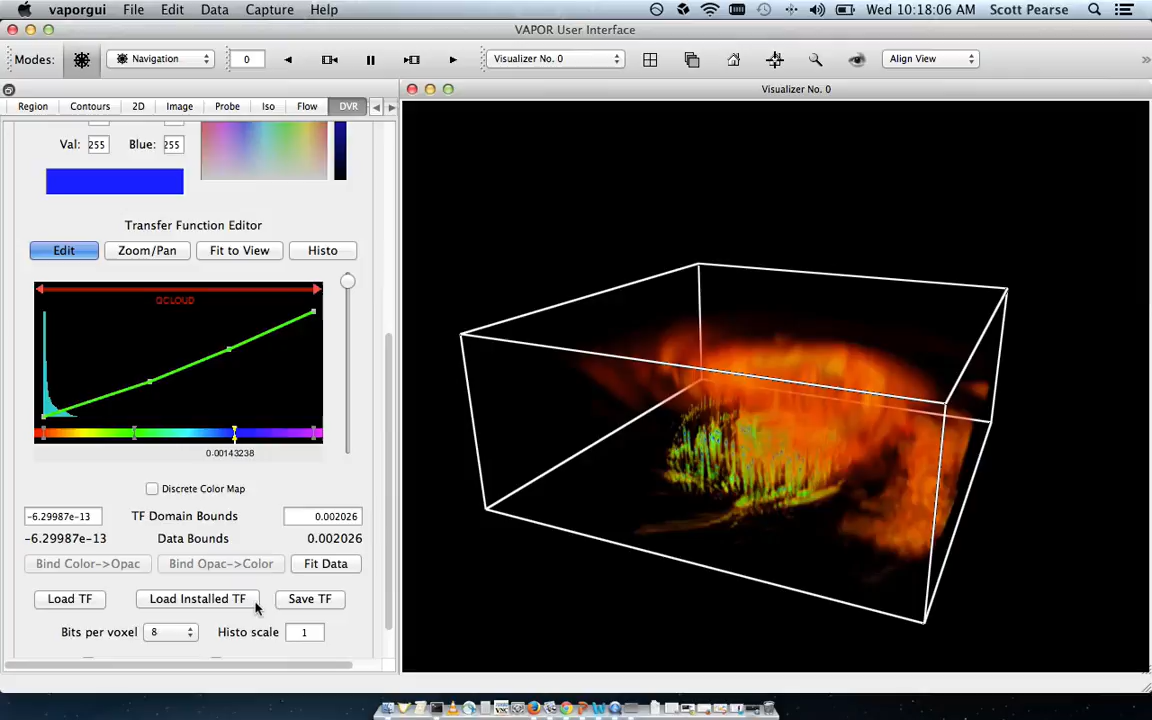 vaporgui File Edit Data Capture Help Wed 10:18:06 AM Scott Pearse
VAPOR User Interface
Modes: Navigation 0 Visualizer No. 0 Align View »
Region Contours 2D Image Probe Iso Flow DVR
Visualizer No. 0
Val: 255 Blue: 255
Transfer Function Editor
Edit Zoom/Pan Fit to View Histo
QCLOUD
0.00143238
Discrete Color Map
-6.29987e-13 TF Domain Bounds 0.002026
-6.29987e-13 Data Bounds 0.002026
Bind Color->Opac Bind Opac->Color Fit Data
Load TF Load Installed TF Save TF
Bits per voxel 8 Histo scale 1